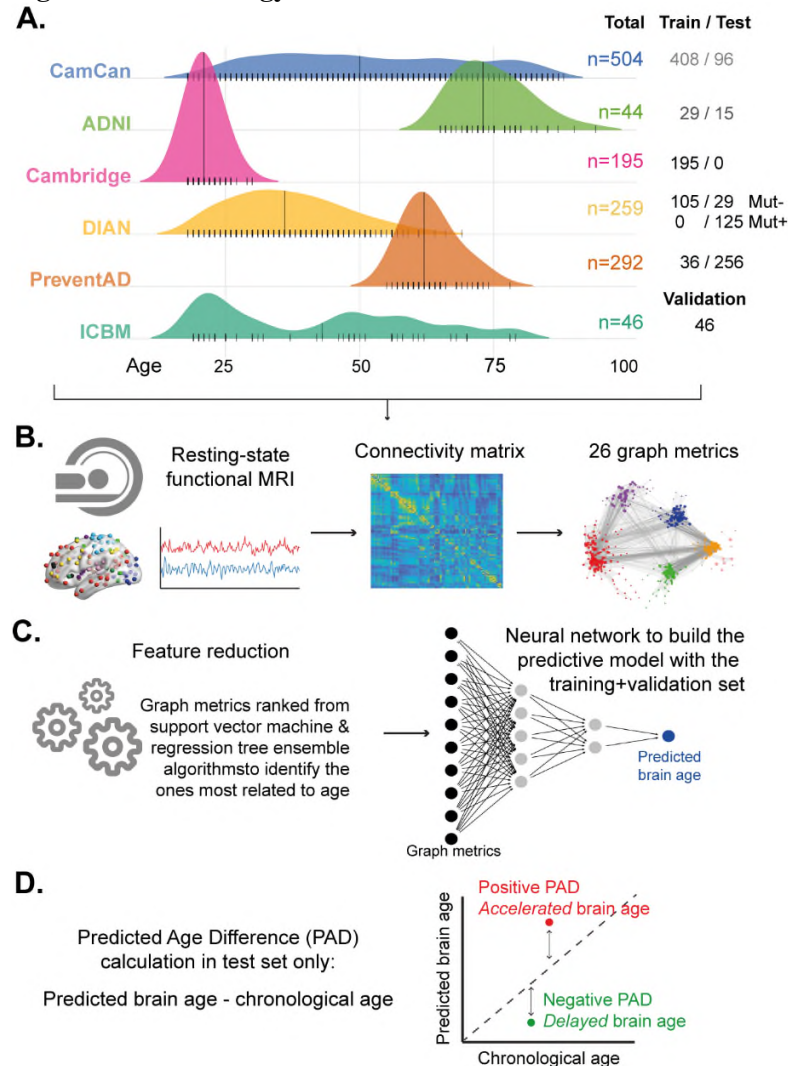 A.
Total Train / Test
CamCan n=504 408 / 96
ADNI n=44 29 / 15
Cambridge n=195 195 / 0
DIAN n=259 105 / 29 Mut-
0 / 125 Mut+
PreventAD n=292 36 / 256
Validation
ICBM n=46 46
Age 25 50 75 100
B.
Resting-state
functional MRI
Connectivity matrix
26 graph metrics
C.
Feature reduction
Graph metrics ranked from
support vector machine &
regression tree ensemble
algorithmsto identify the
ones most related to age
Neural network to build the
predictive model with the
training+validation set
Predicted
brain age
Graph metrics
D.
Predicted Age Difference (PAD)
calculation in test set only:
Predicted brain age - chronological age
Predicted brain age
Positive PAD
Accelerated brain age
Negative PAD
Delayed brain age
Chronological age